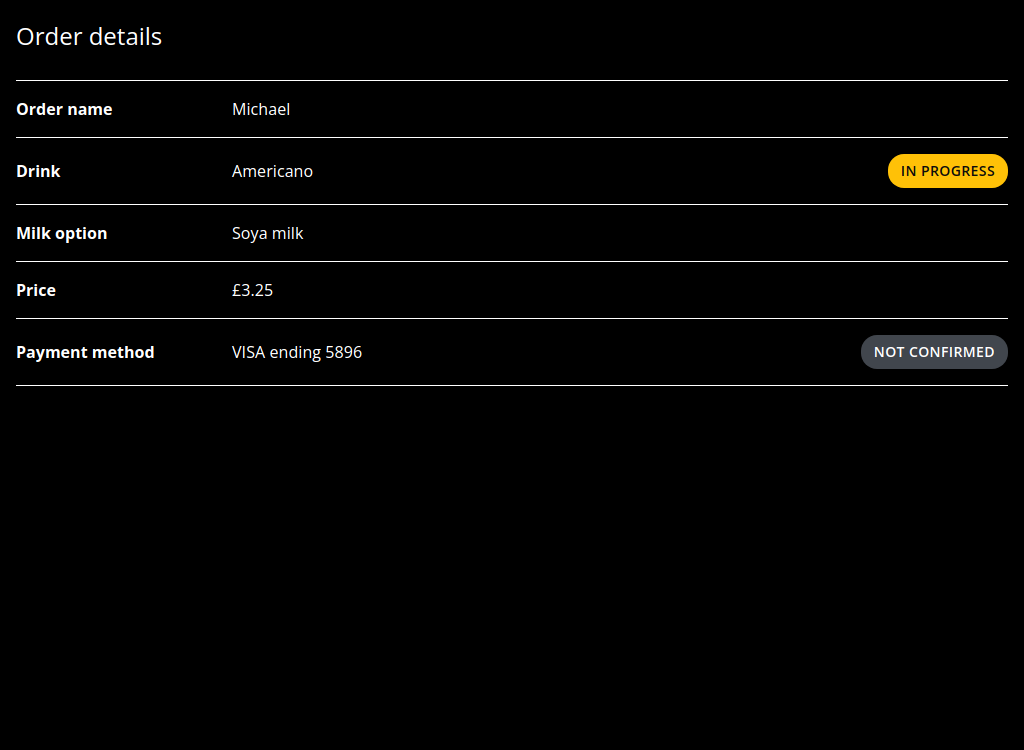 Order details
Order name Michael
Drink Americano IN PROGRESS
Milk option Soya milk
Price £3.25
Payment method VISA ending 5896 NOT CONFIRMED